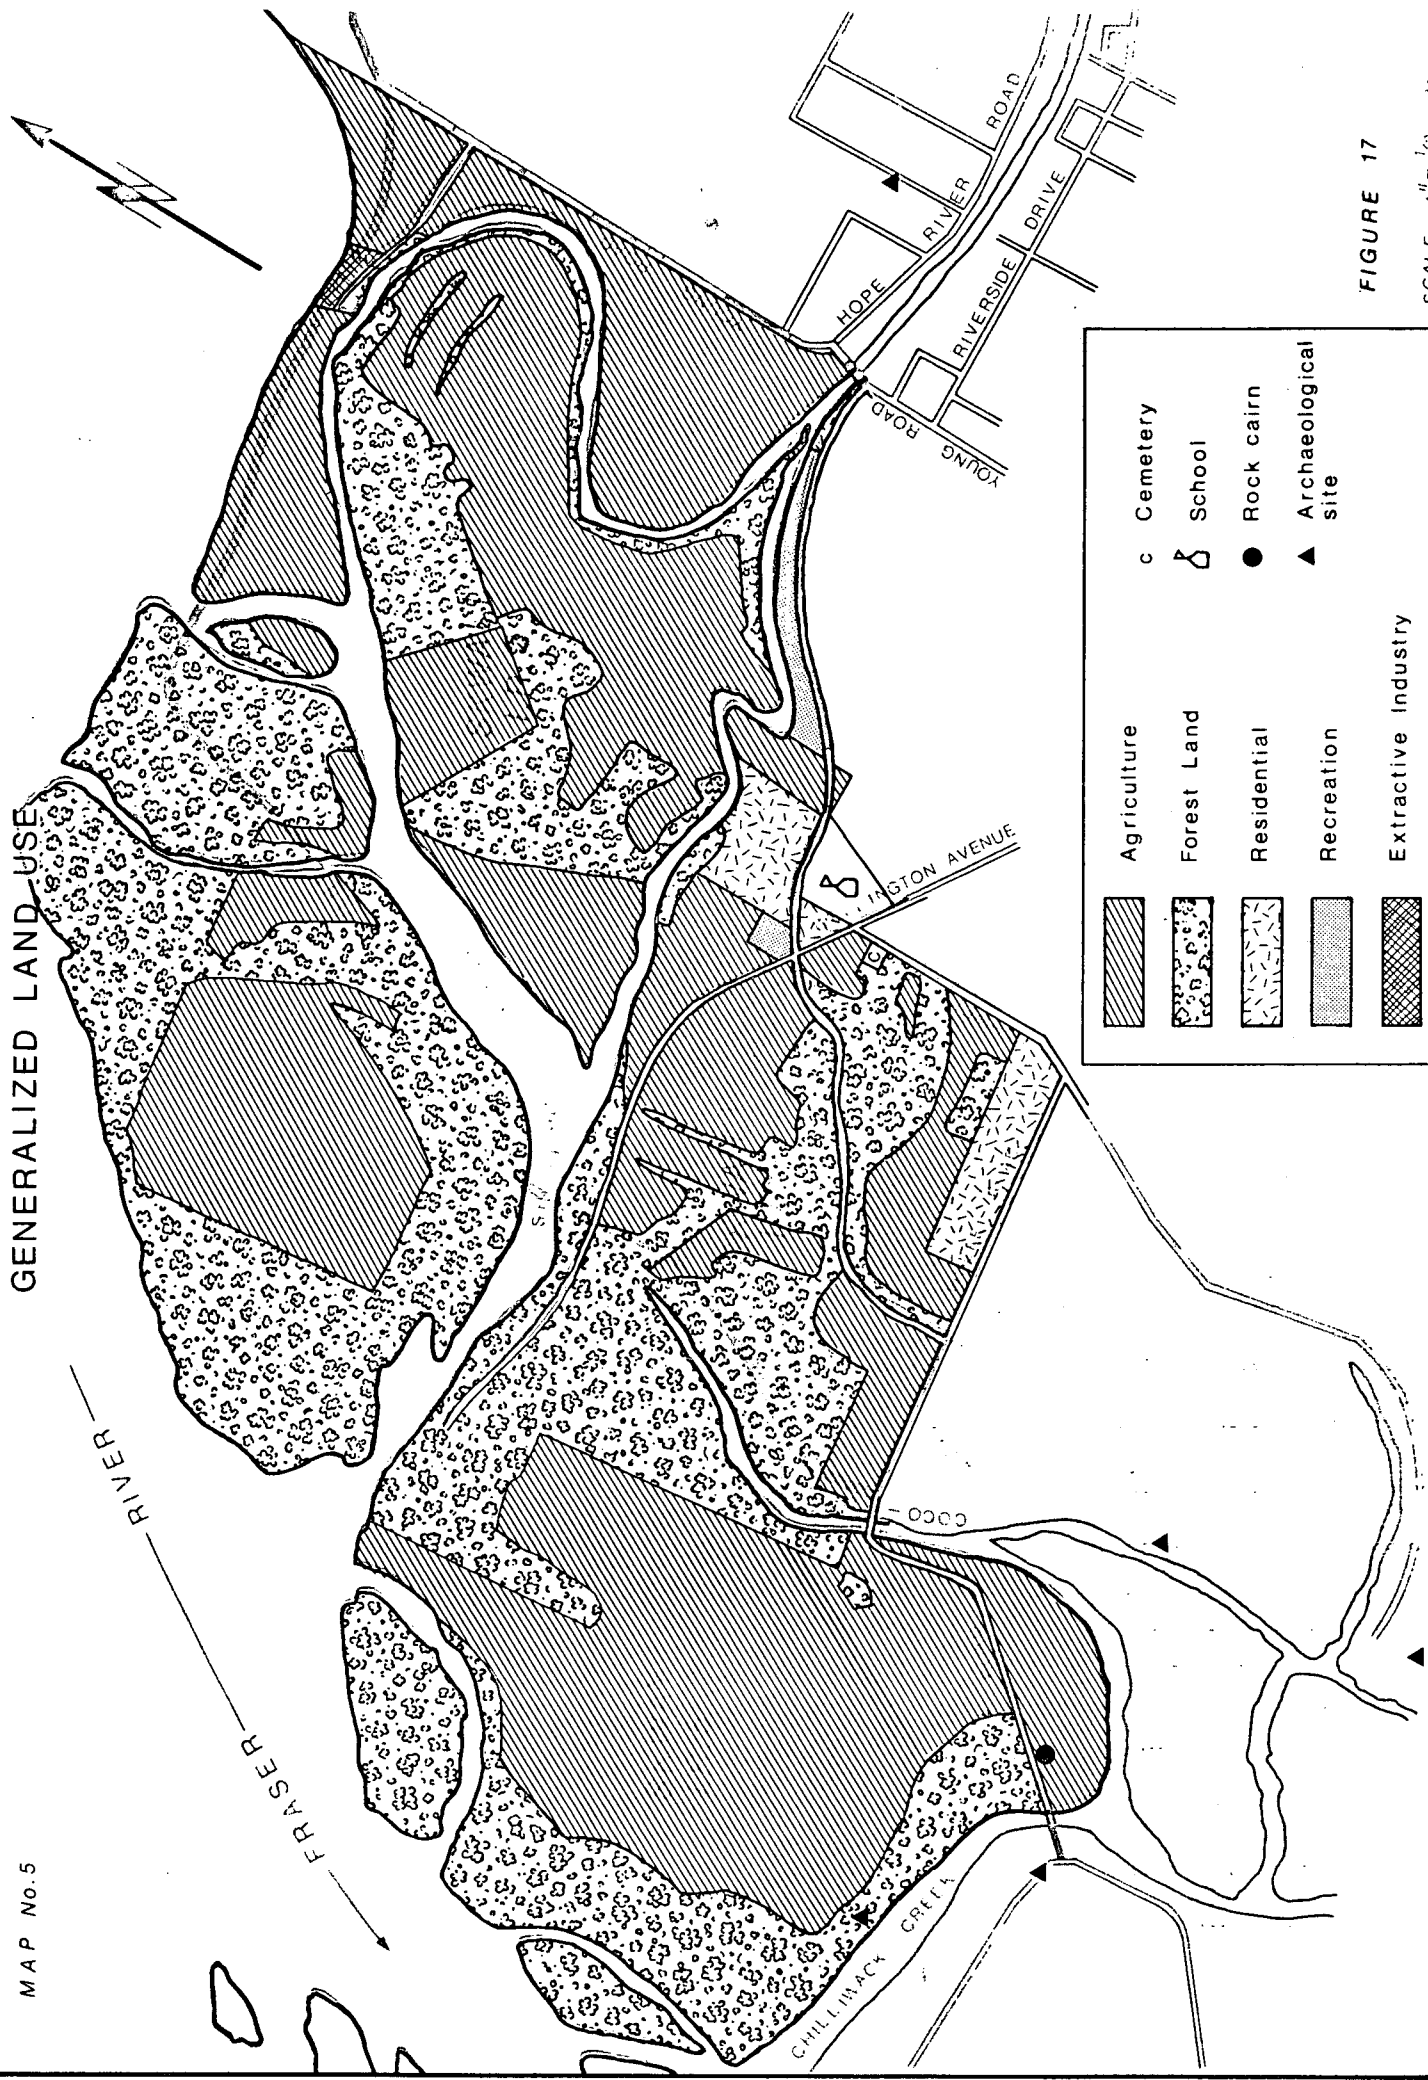 MAP No.5
GENERALIZED LAND USE
FRASER — RIVER
CHILLIWACK CREEK
COCO
INGTON AVENUE
YOUNG ROAD
HOPE RIVER ROAD
RIVERSIDE DRIVE
C
Agriculture
Forest Land
Residential
Recreation
Extractive Industry
c Cemetery
School
Rock cairn
Archaeological
site
FIGURE 17
SCALE